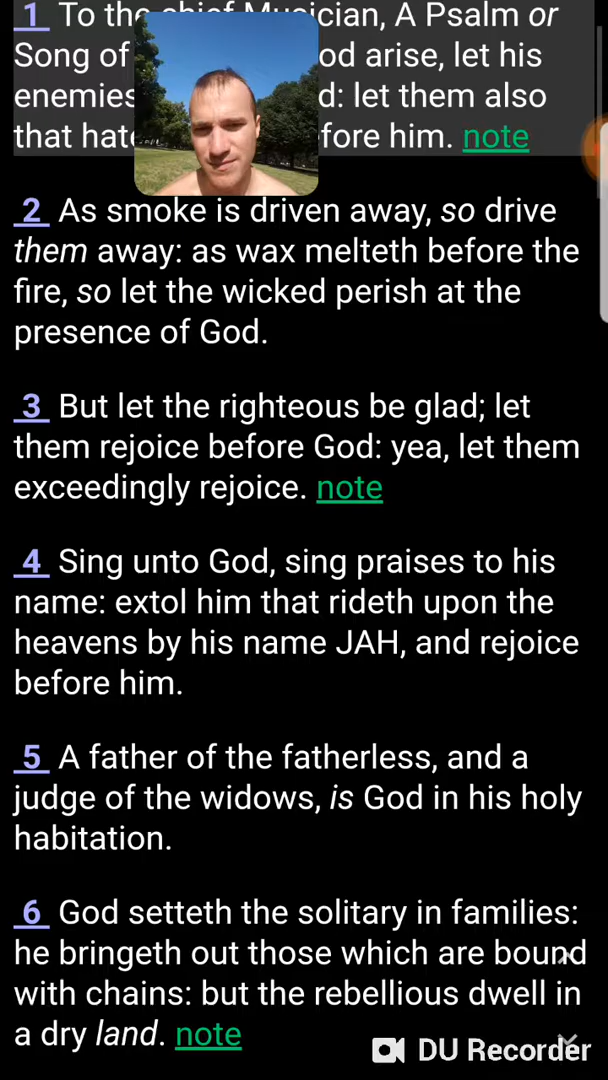 1 To the chief Musician, A Psalm or
Song of od arise, let his
enemies d: let them also
that hat fore him. note
2 As smoke is driven away, so drive
them away: as wax melteth before the
fire, so let the wicked perish at the
presence of God.
3 But let the righteous be glad; let
them rejoice before God: yea, let them
exceedingly rejoice. note
4 Sing unto God, sing praises to his
name: extol him that rideth upon the
heavens by his name JAH, and rejoice
before him.
5 A father of the fatherless, and a
judge of the widows, is God in his holy
habitation.
6 God setteth the solitary in families:
he bringeth out those which are bound
with chains: but the rebellious dwell in
a dry land. note
DU Recorder